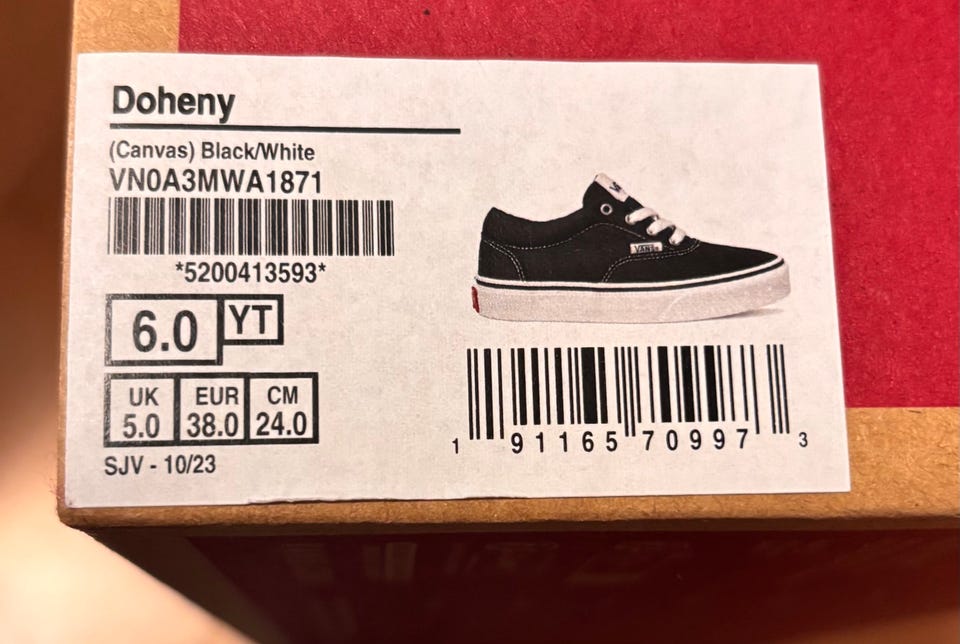 Doheny
(Canvas) Black/White
VN0A3MWA1871
*5200413593*
6.0 YT
UK EUR CM
5.0 38.0 24.0
SJV - 10/23
VANS
1 91165 70997 3